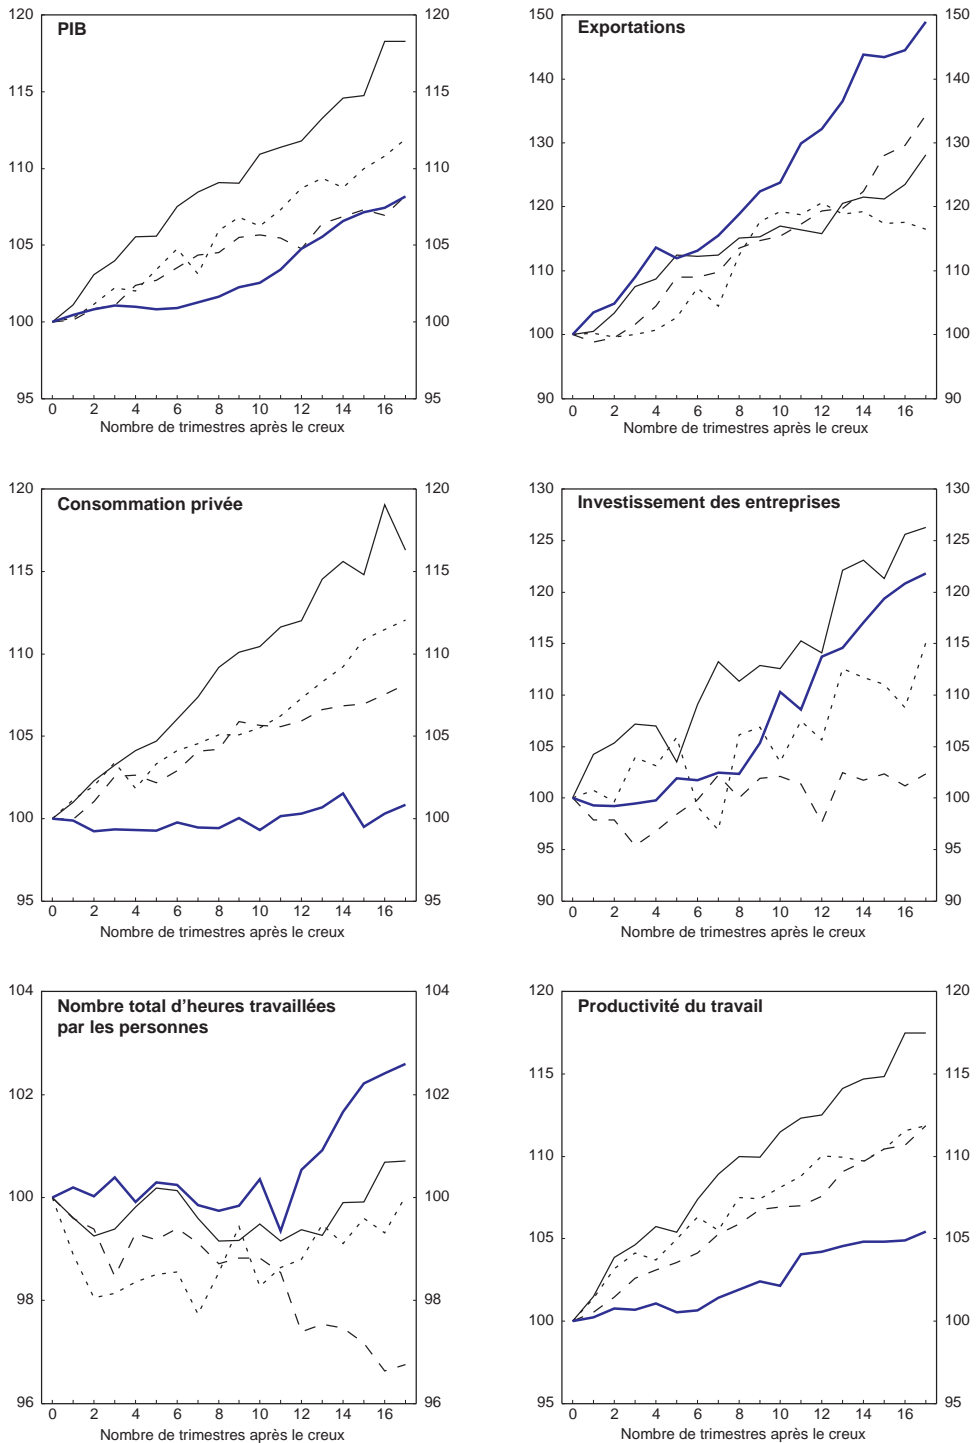 PIB
120 120
115 115
110 110
105 105
100 100
95 95
0 2 4 6 8 10 12 14 16
Nombre de trimestres après le creux
Exportations
150 150
140 140
130 130
120 120
110 110
100 100
90 90
0 2 4 6 8 10 12 14 16
Nombre de trimestres après le creux
Consommation privée
120 120
115 115
110 110
105 105
100 100
95 95
0 2 4 6 8 10 12 14 16
Nombre de trimestres après le creux
Investissement des entreprises
130 130
125 125
120 120
115 115
110 110
105 105
100 100
95 95
90 90
0 2 4 6 8 10 12 14 16
Nombre de trimestres après le creux
Nombre total d'heures travaillées
par les personnes
104 104
102 102
100 100
98 98
96 96
0 2 4 6 8 10 12 14 16
Nombre de trimestres après le creux
Productivité du travail
120 120
115 115
110 110
105 105
100 100
95 95
0 2 4 6 8 10 12 14 16
Nombre de trimestres après le creux